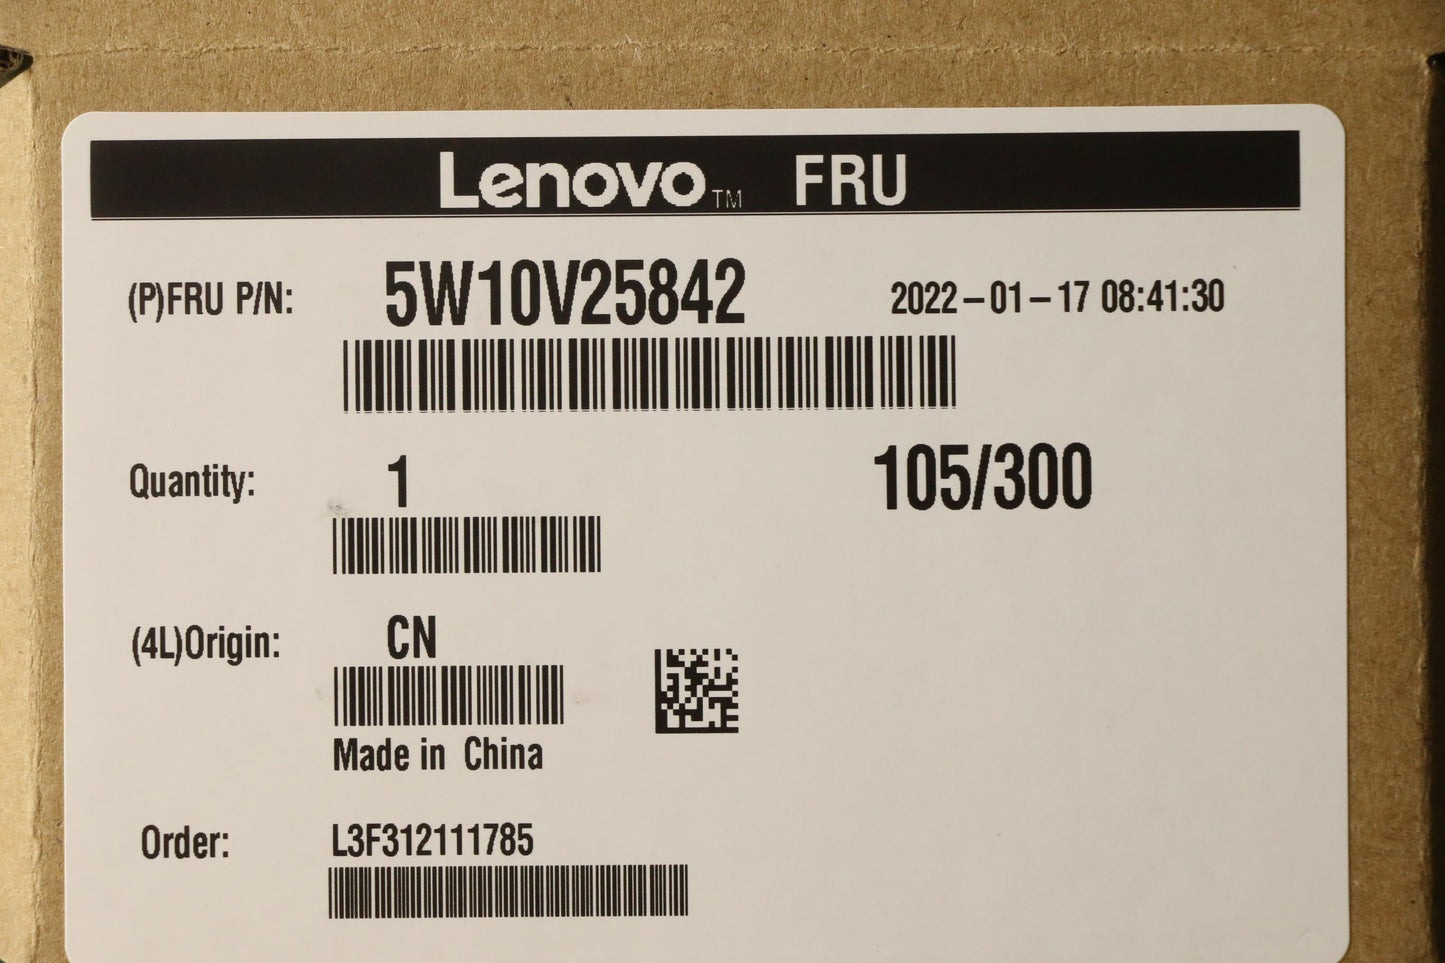 Lenovo™ FRU
(P)FRU P/N: 5W10V25842 2022-01-17 08:41:30
Quantity: 1 105/300
(4L)Origin: CN
Made in China
Order: L3F312111785